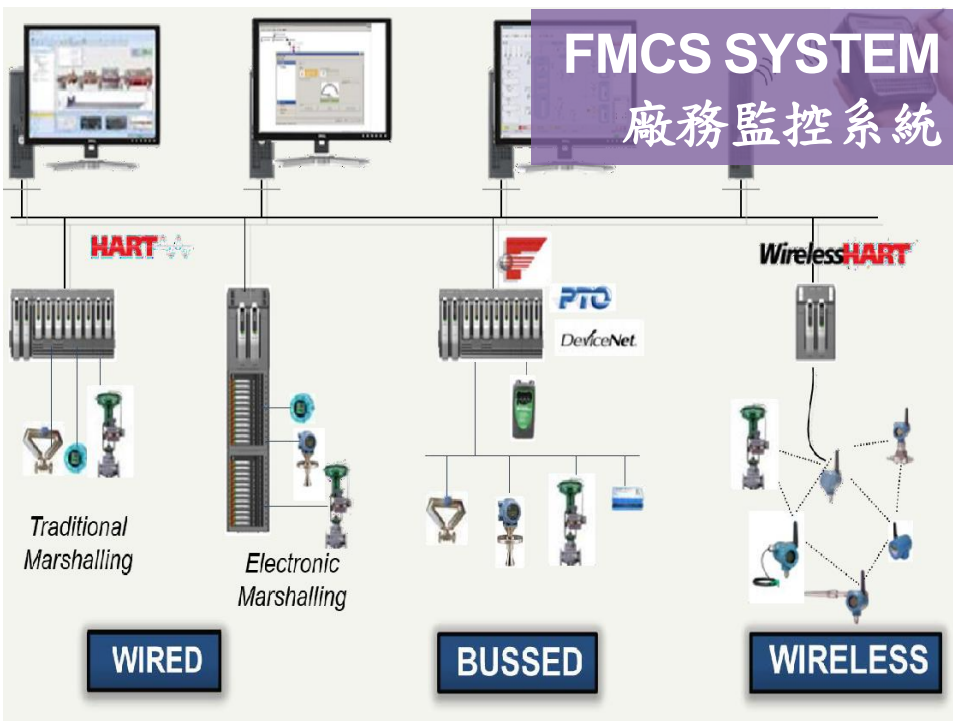 FMCS SYSTEM
廠務監控系統
HART
WirelessHART
PTO
DeviceNet
Traditional
Marshalling
Electronic
Marshalling
WIRED
BUSSED
WIRELESS